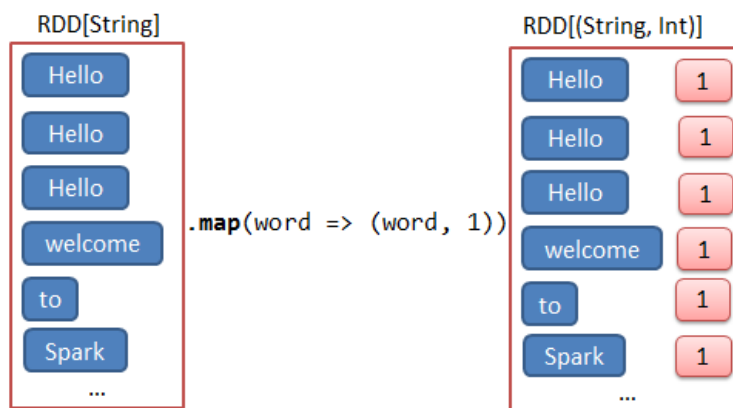 RDD[String]
Hello
Hello
Hello
welcome
to
Spark
...
.map(word => (word, 1))
RDD[(String, Int)]
Hello 1
Hello 1
Hello 1
welcome 1
to 1
Spark 1
...